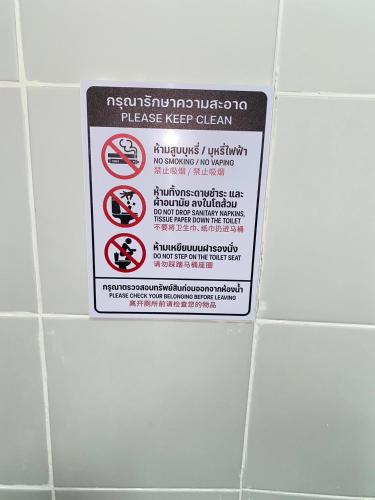 กรุณารักษาความสะอาด
PLEASE KEEP CLEAN
ห้ามสูบบุหรี่ / บุหรี่ไฟฟ้า
NO SMOKING / NO VAPING
禁止吸烟 / 禁止吸烟
ห้ามทิ้งกระดาษชำระ และ
ผ้าอนามัย ลงในโถส้วม
DO NOT DROP SANITARY NAPKINS,
TISSUE PAPER DOWN THE TOILET
不要将卫生巾、纸巾扔进马桶
ห้ามเหยียบบนฝารองนั่ง
DO NOT STEP ON THE TOILET SEAT
请勿踩踏马桶座圈
กรุณาตรวจสอบทรัพย์สินก่อนออกจากห้องน้ำ
PLEASE CHECK YOUR BELONGING BEFORE LEAVING
离开厕所前请检查您的物品